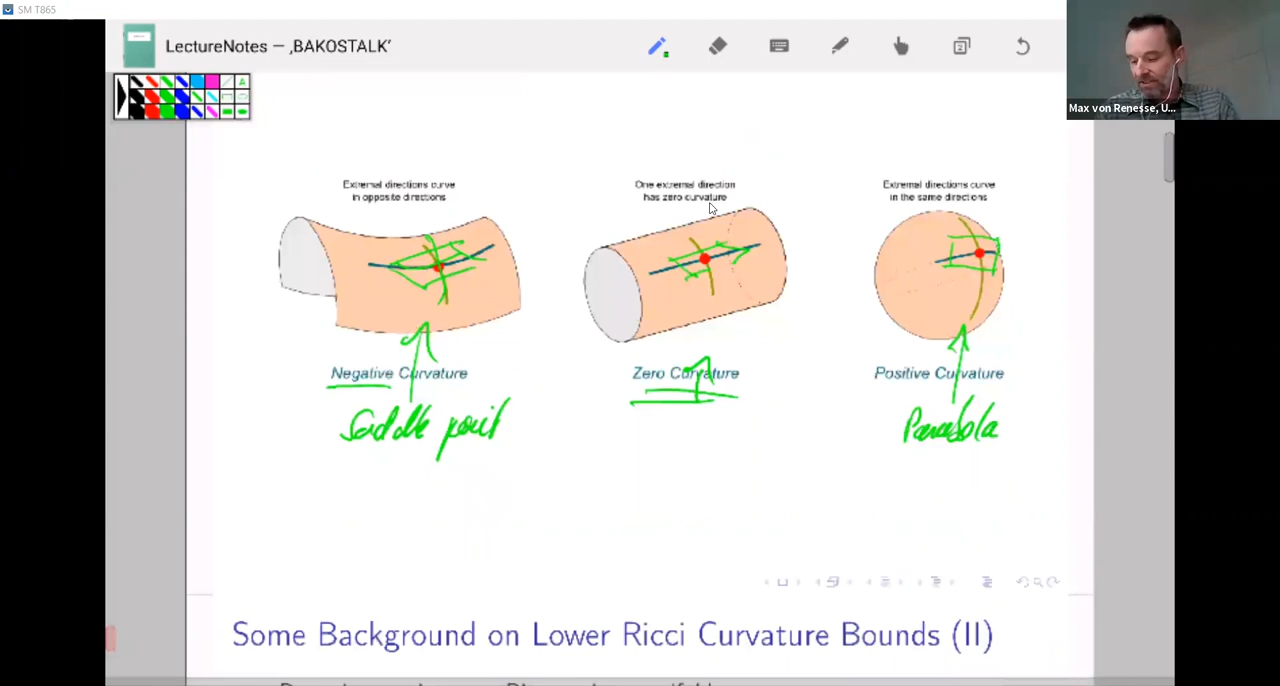 SM T865
LectureNotes — ‚BAKOSTALK'
Max von Renesse, U...
Extremal directions curve
in opposite directions
One extremal direction
has zero curvature
Extremal directions curve
in the same directions
Negative Curvature
Zero Curvature
Positive Curvature
Saddle point
Parabola
Some Background on Lower Ricci Curvature Bounds (II)